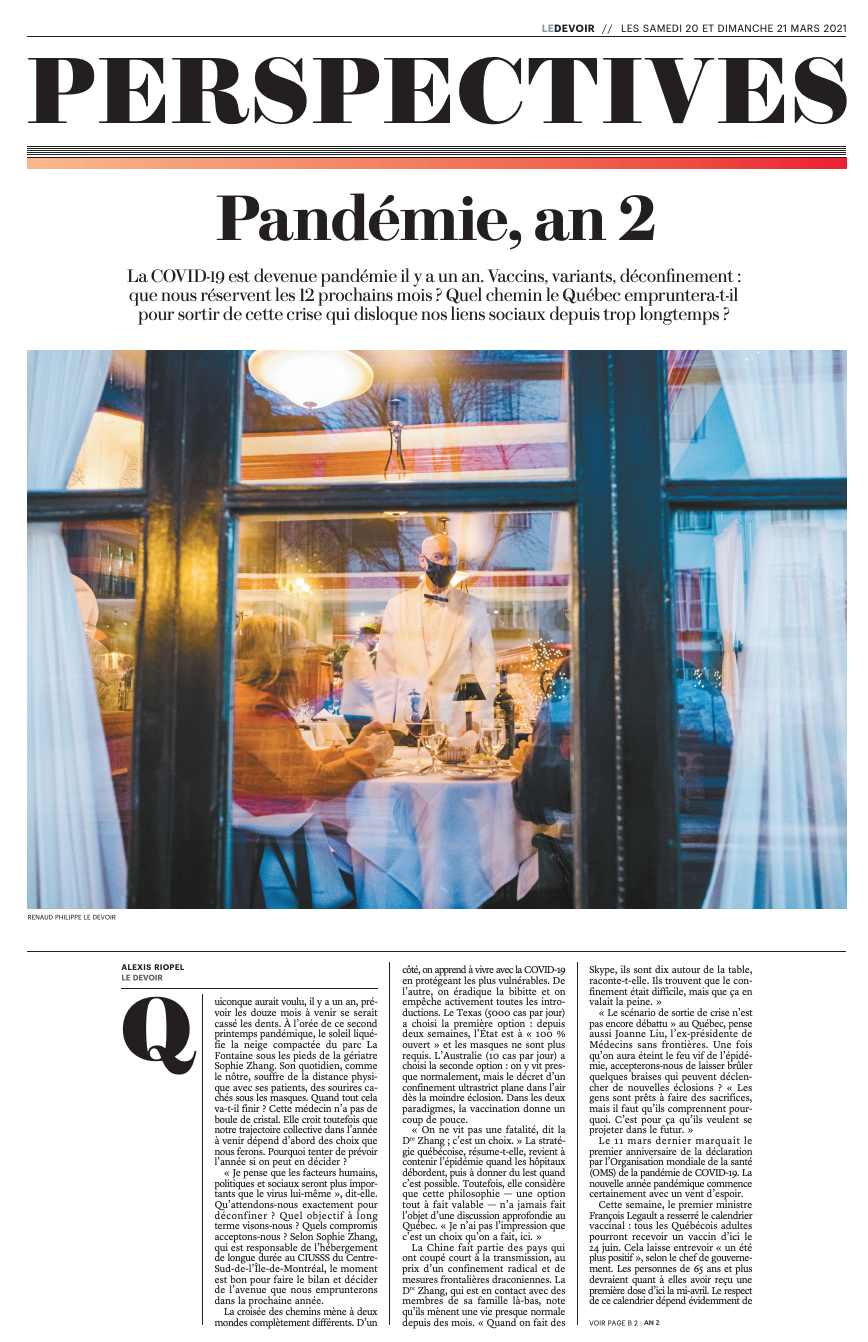 LEDEVOIR // LES SAMEDI 20 ET DIMANCHE 21 MARS 2021
PERSPECTIVES
Pandémie, an 2
La COVID-19 est devenue pandémie il y a un an. Vaccins, variants, déconfinement :
que nous réservent les 12 prochains mois ? Quel chemin le Québec empruntera-t-il
pour sortir de cette crise qui disloque nos liens sociaux depuis trop longtemps ?
RENAUD PHILIPPE LE DEVOIR
ALEXIS RIOPEL
LE DEVOIR
Quiconque aurait voulu, il y a un an, pré-
voir les douze mois à venir se serait
cassé les dents. À l'orée de ce second
printemps pandémique, le soleil liqué-
fie la neige compactée du parc La
Fontaine sous les pieds de la gériatre
Sophie Zhang. Son quotidien, comme
le nôtre, souffre de la distance physi-
que avec ses patients, des sourires ca-
chés sous les masques. Quand tout cela
va-t-il finir ? Cette médecin n'a pas de
boule de cristal. Elle croit toutefois que
notre trajectoire collective dans l'année
à venir dépend d'abord des choix que
nous ferons. Pourquoi tenter de prévoir
l'année si on peut en décider ?
« Je pense que les facteurs humains,
politiques et sociaux seront plus impor-
tants que le virus lui-même », dit-elle.
Qu'attendons-nous exactement pour
déconfiner ? Quel objectif à long
terme visons-nous ? Quels compromis
acceptons-nous ? Selon Sophie Zhang,
qui est responsable de l'hébergement
de longue durée au CIUSSS du Centre-
Sud-de-l'Île-de-Montréal, le moment
est bon pour faire le bilan et décider
de l'avenue que nous emprunterons
dans la prochaine année.
La croisée des chemins mène à deux
mondes complètement différents. D'un
côté, on apprend à vivre avec la COVID-19
en protégeant les plus vulnérables. De
l'autre, on éradique la bibitte et on
empêche activement toutes les intro-
ductions. Le Texas (5000 cas par jour)
a choisi la première option : depuis
deux semaines, l'État est à « 100 %
ouvert » et les masques ne sont plus
requis. L'Australie (10 cas par jour) a
choisi la seconde option : on y vit pres-
que normalement, mais le décret d'un
confinement ultrastrict plane dans l'air
dès la moindre éclosion. Dans les deux
paradigmes, la vaccination donne un
coup de pouce.
« On ne vit pas une fatalité, dit la
Dre Zhang ; c'est un choix. » La straté-
gie québécoise, résume-t-elle, revient à
contenir l'épidémie quand les hôpitaux
débordent, puis à donner du lest quand
c'est possible. Toutefois, elle considère
que cette philosophie — une option
tout à fait valable — n'a jamais fait
l'objet d'une discussion approfondie au
Québec. « Je n'ai pas l'impression que
c'est un choix qu'on a fait, ici. »
La Chine fait partie des pays qui
ont coupé court à la transmission, au
prix d'un confinement radical et de
mesures frontalières draconiennes. La
Dre Zhang, qui est en contact avec des
membres de sa famille là-bas, note
qu'ils mènent une vie presque normale
depuis des mois. « Quand on fait des
Skype, ils sont dix autour de la table,
raconte-t-elle. Ils trouvent que le con-
finement était difficile, mais que ça en
valait la peine. »
« Le scénario de sortie de crise n'est
pas encore débattu » au Québec, pense
aussi Joanne Liu, l'ex-présidente de
Médecins sans frontières. Une fois
qu'on aura éteint le feu vif de l'épidé-
mie, accepterons-nous de laisser brûler
quelques braises qui peuvent déclen-
cher de nouvelles éclosions ? « Les
gens sont prêts à faire des sacrifices,
mais il faut qu'ils comprennent pour-
quoi. C'est pour ça qu'ils veulent se
projeter dans le futur. »
Le 11 mars dernier marquait le
premier anniversaire de la déclaration
par l'Organisation mondiale de la santé
(OMS) de la pandémie de COVID-19. La
nouvelle année pandémique commence
certainement avec un vent d'espoir.
Cette semaine, le premier ministre
François Legault a resserré le calendrier
vaccinal : tous les Québécois adultes
pourront recevoir un vaccin d'ici le
24 juin. Cela laisse entrevoir « un été
plus positif », selon le chef de gouverne-
ment. Les personnes de 65 ans et plus
devraient quant à elles avoir reçu une
première dose d'ici la mi-avril. Le respect
de ce calendrier dépend évidemment de
VOIR PAGE B 2 : AN 2